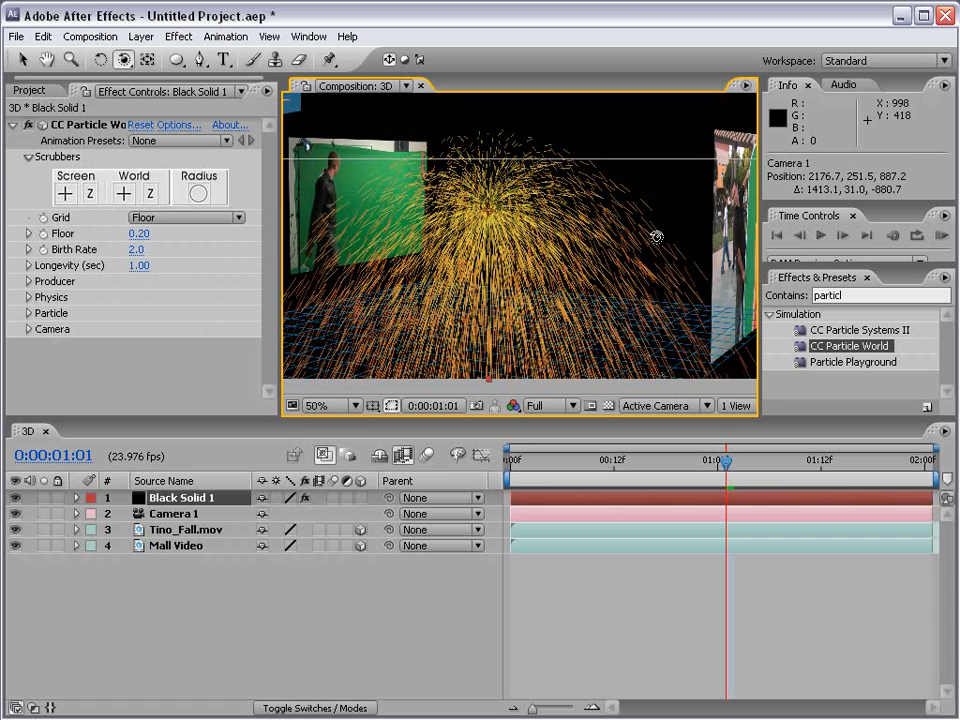 Adobe After Effects - Untitled Project.aep *
File Edit Composition Layer Effect Animation View Window Help
Workspace: Standard
Project Effect Controls: Black Solid 1
3D * Black Solid 1
CC Particle Wo Reset Options... About...
Animation Presets: None
Scrubbers
Screen World Radius
Z Z
Grid Floor
Floor 0.20
Birth Rate 2.0
Longevity (sec) 1.00
Producer
Physics
Particle
Camera
Composition: 3D
50% 0:00:01:01 Full Active Camera 1 View
Info Audio
R: X: 998
G: Y: 418
B:
A: 0
Camera 1
Position: 2176.7, 251.5, 887.2
Δ: 1413.1, 31.0, -880.7
Time Controls
Effects & Presets
Contains: particl
Simulation
CC Particle Systems II
CC Particle World
Particle Playground
3D
0:00:01:01 (23.976 fps)
00:12f 01:12f 02:00f
# Source Name Parent
1 Black Solid 1 None
2 Camera 1 None
3 Tino_Fall.mov None
4 Mall Video None
Toggle Switches / Modes